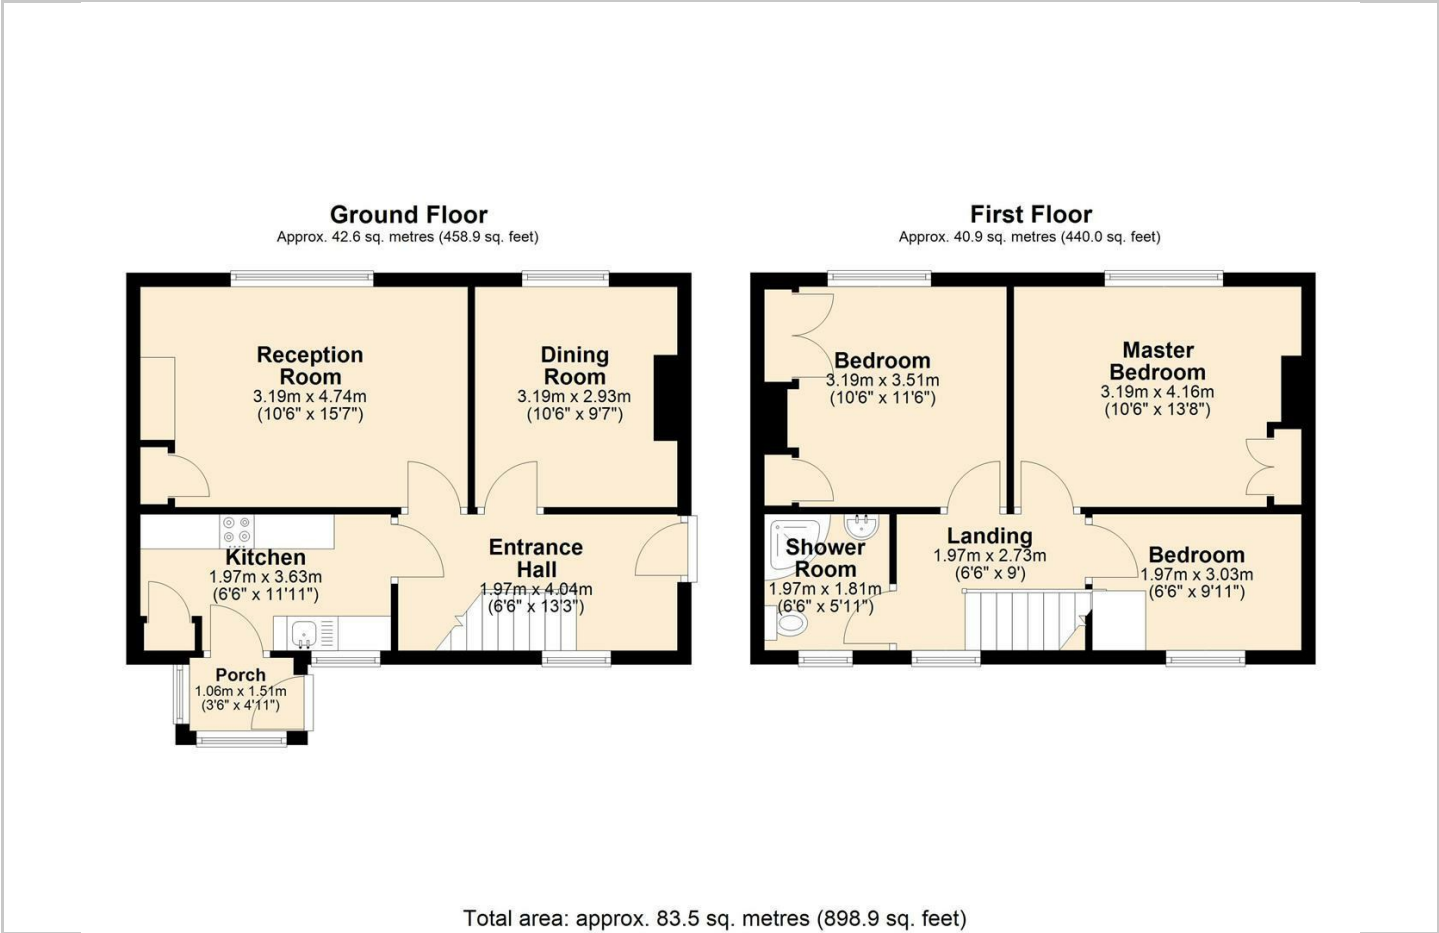 Ground Floor
Approx. 42.6 sq. metres (458.9 sq. feet)
Reception
Room
3.19m x 4.74m
(10'6" x 15'7")
Dining
Room
3.19m x 2.93m
(10'6" x 9'7")
Kitchen
1.97m x 3.63m
(6'6" x 11'11")
Entrance
Hall
1.97m x 4.04m
(6'6" x 13'3")
Porch
1.06m x 1.51m
(3'6" x 4'11")
First Floor
Approx. 40.9 sq. metres (440.0 sq. feet)
Bedroom
3.19m x 3.51m
(10'6" x 11'6")
Master
Bedroom
3.19m x 4.16m
(10'6" x 13'8")
Shower
Room
1.97m x 1.81m
(6'6" x 5'11")
Landing
1.97m x 2.73m
(6'6" x 9')
Bedroom
1.97m x 3.03m
(6'6" x 9'11")
Total area: approx. 83.5 sq. metres (898.9 sq. feet)